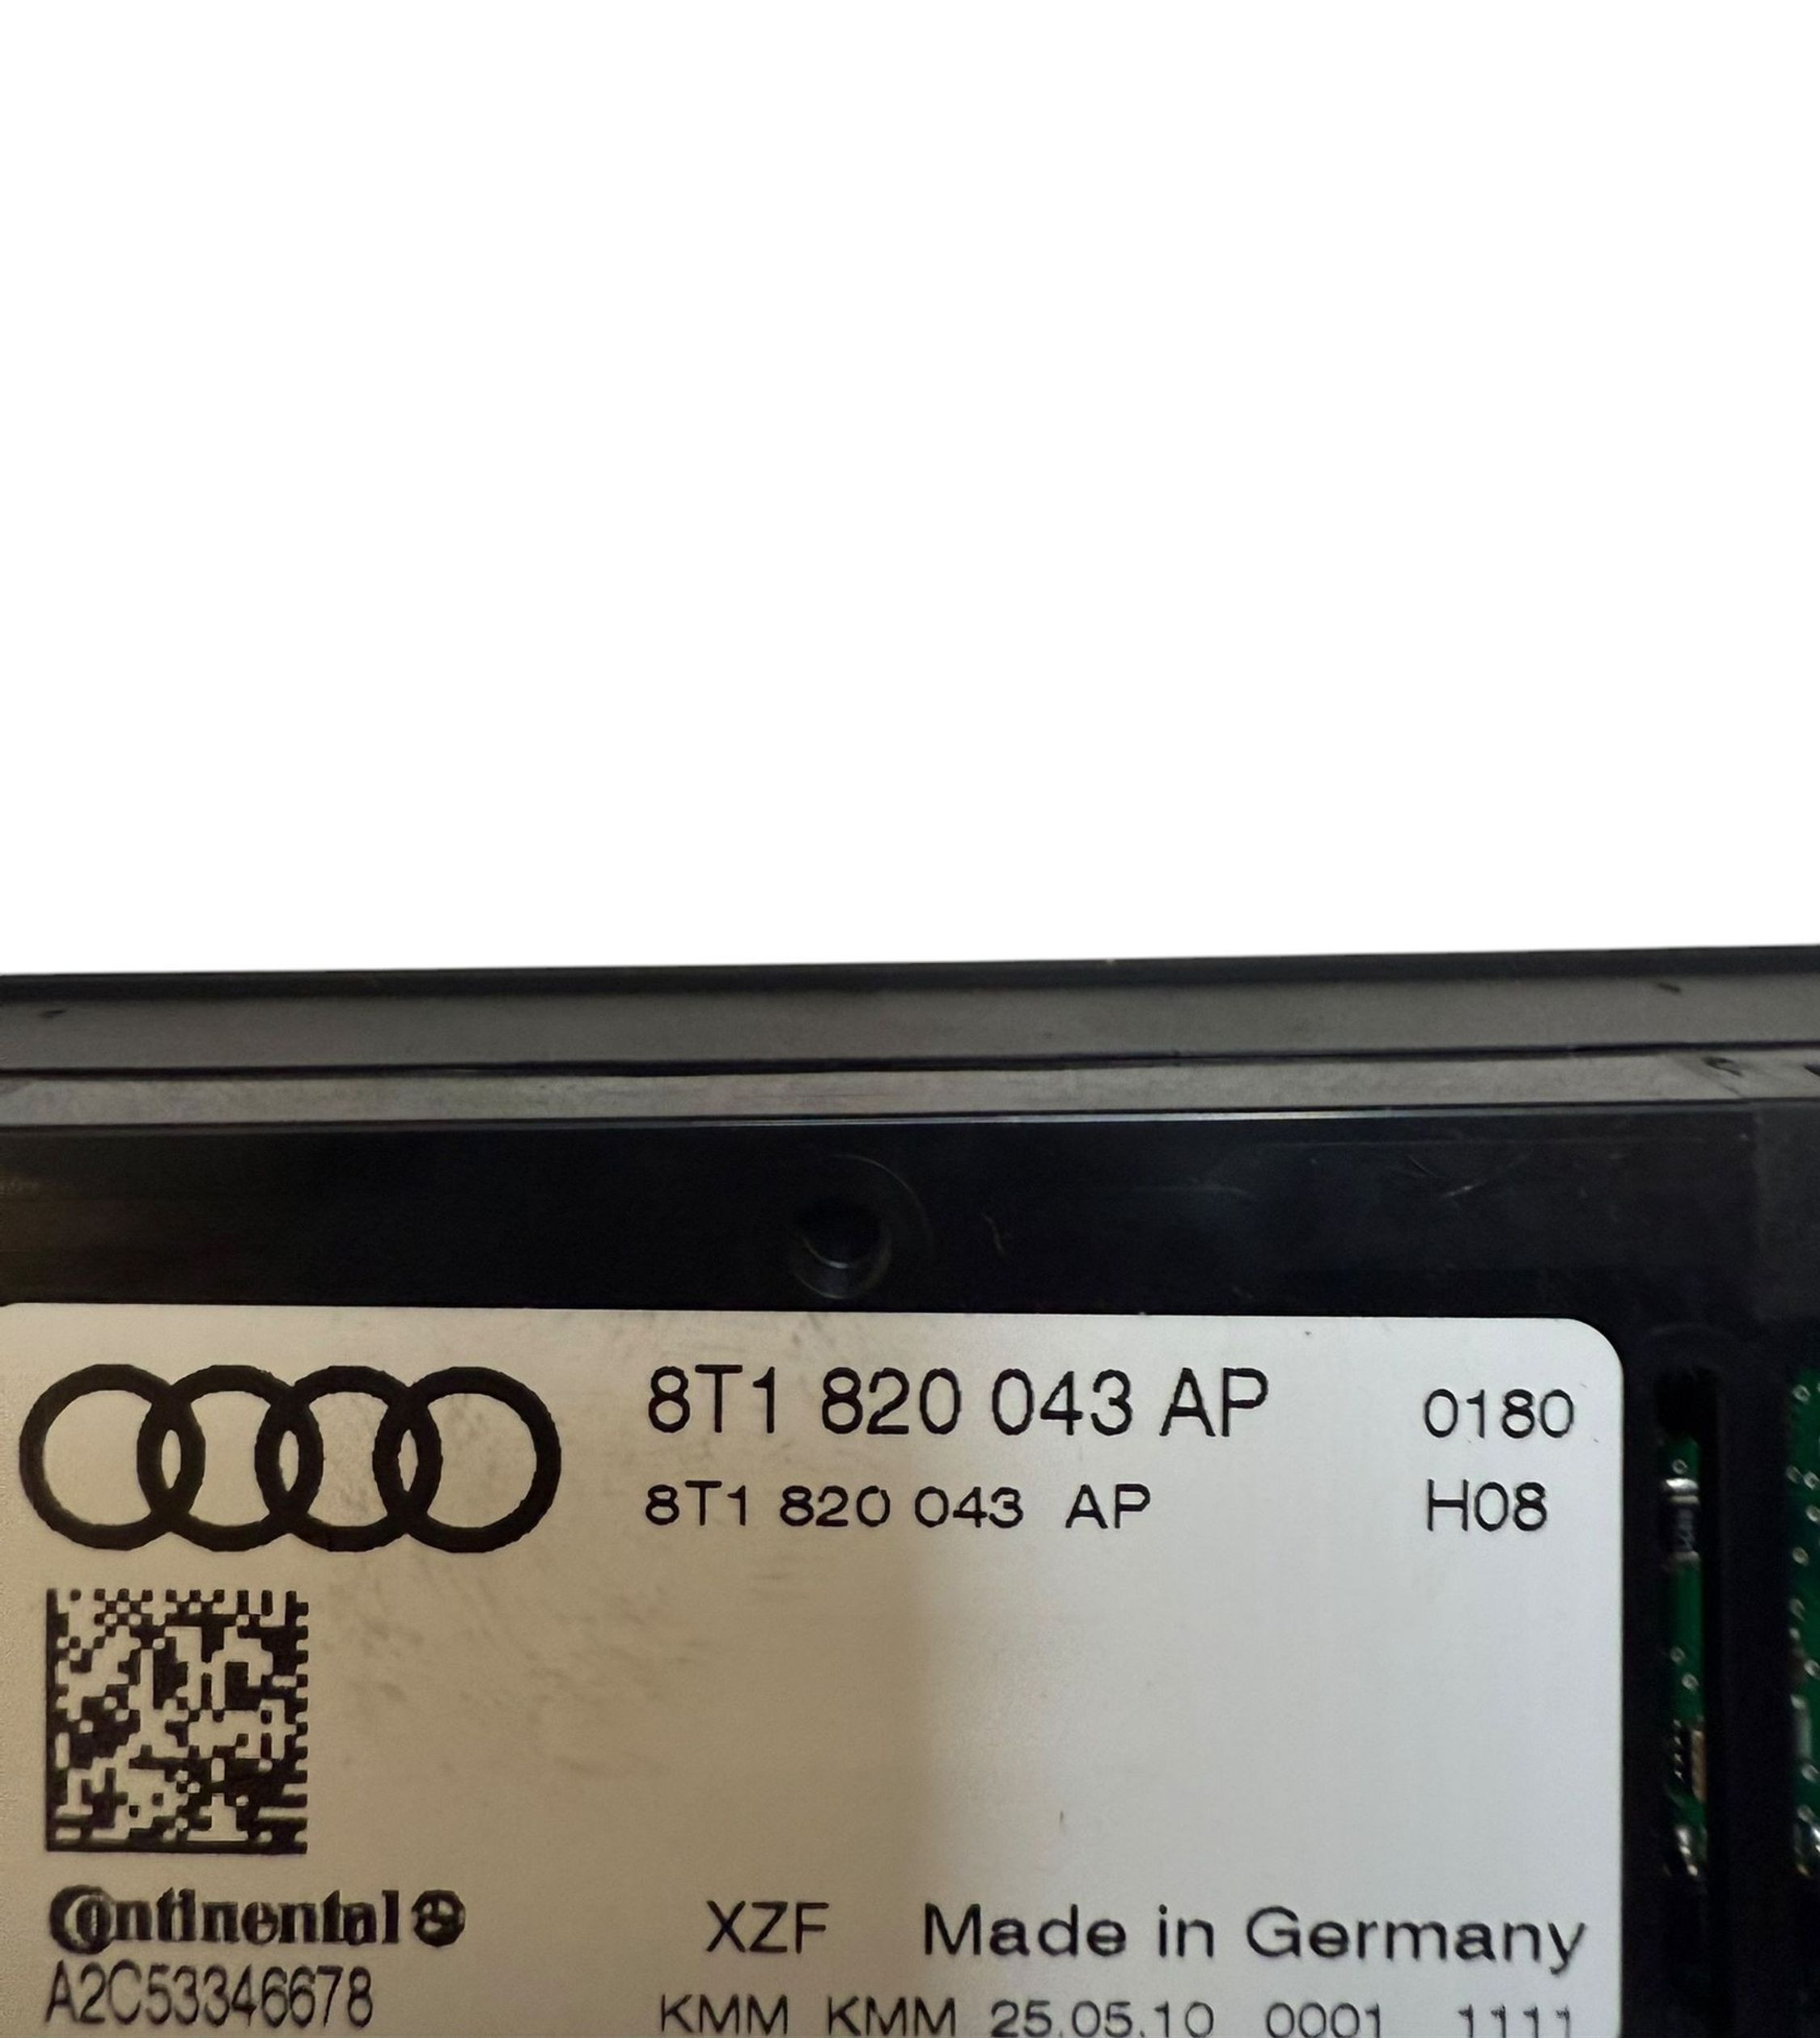 8T1 820 043 AP 0180
8T1 820 043 AP H08
Continental
XZF Made in Germany
A2C53346678
KMM KMM 25.05.10 0001 1111